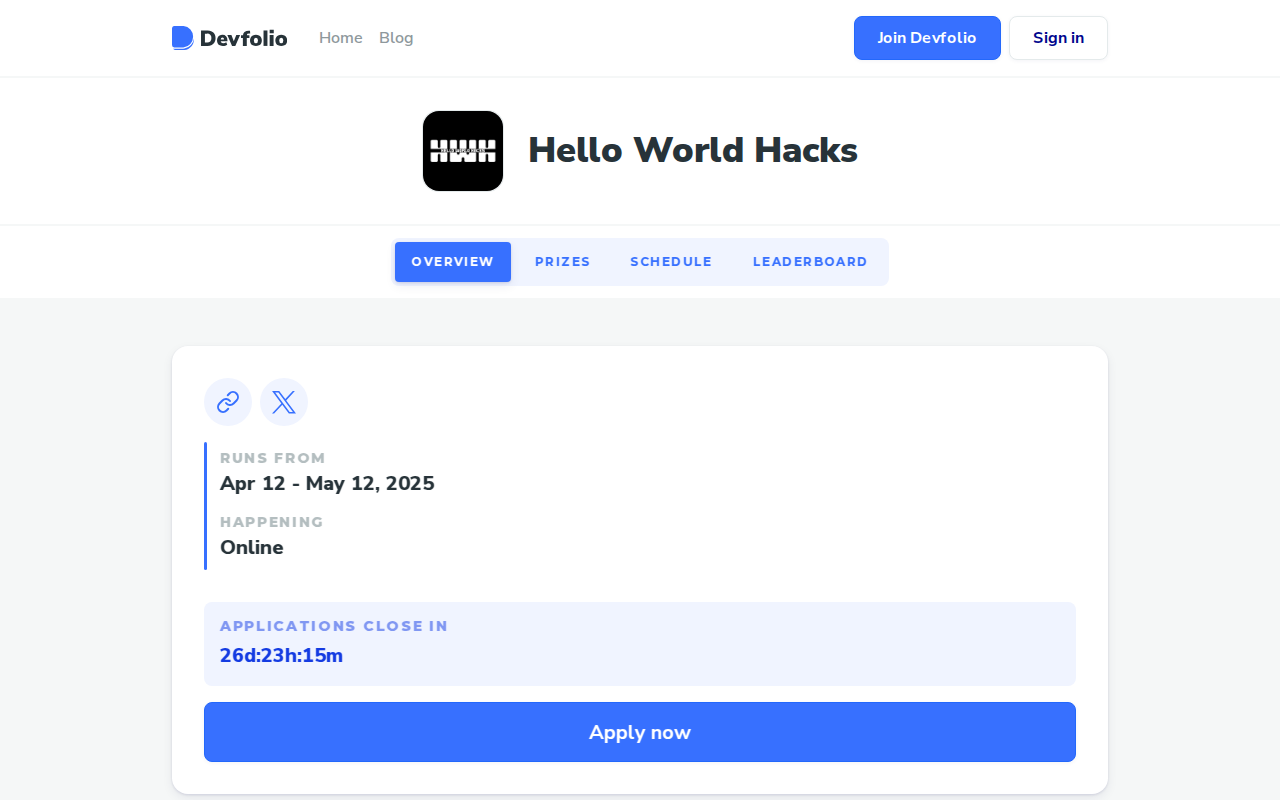 Devfolio
Home
Blog
Join Devfolio
Sign in
Hello World Hacks
OVERVIEW
PRIZES
SCHEDULE
LEADERBOARD
RUNS FROM
Apr 12 - May 12, 2025
HAPPENING
Online
APPLICATIONS CLOSE IN
26d:23h:15m
Apply now